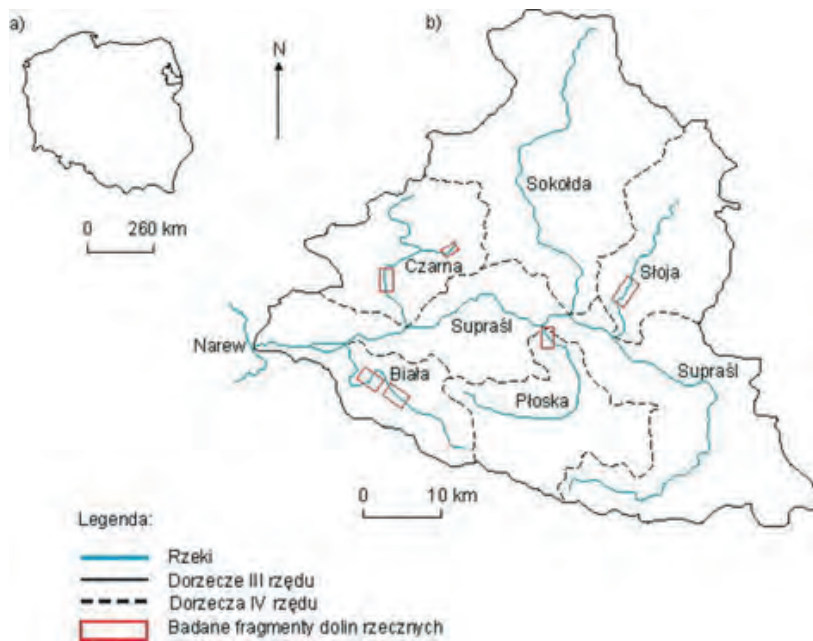 a)
b)
N
0 260 km
Sokołda
Czarna
Słoja
Supraśl
Narew
Supraśl
Biała
Płoska
0 10 km
Legenda:
Rzeki
Dorzecze III rzędu
Dorzecza IV rzędu
Badane fragmenty dolin rzecznych